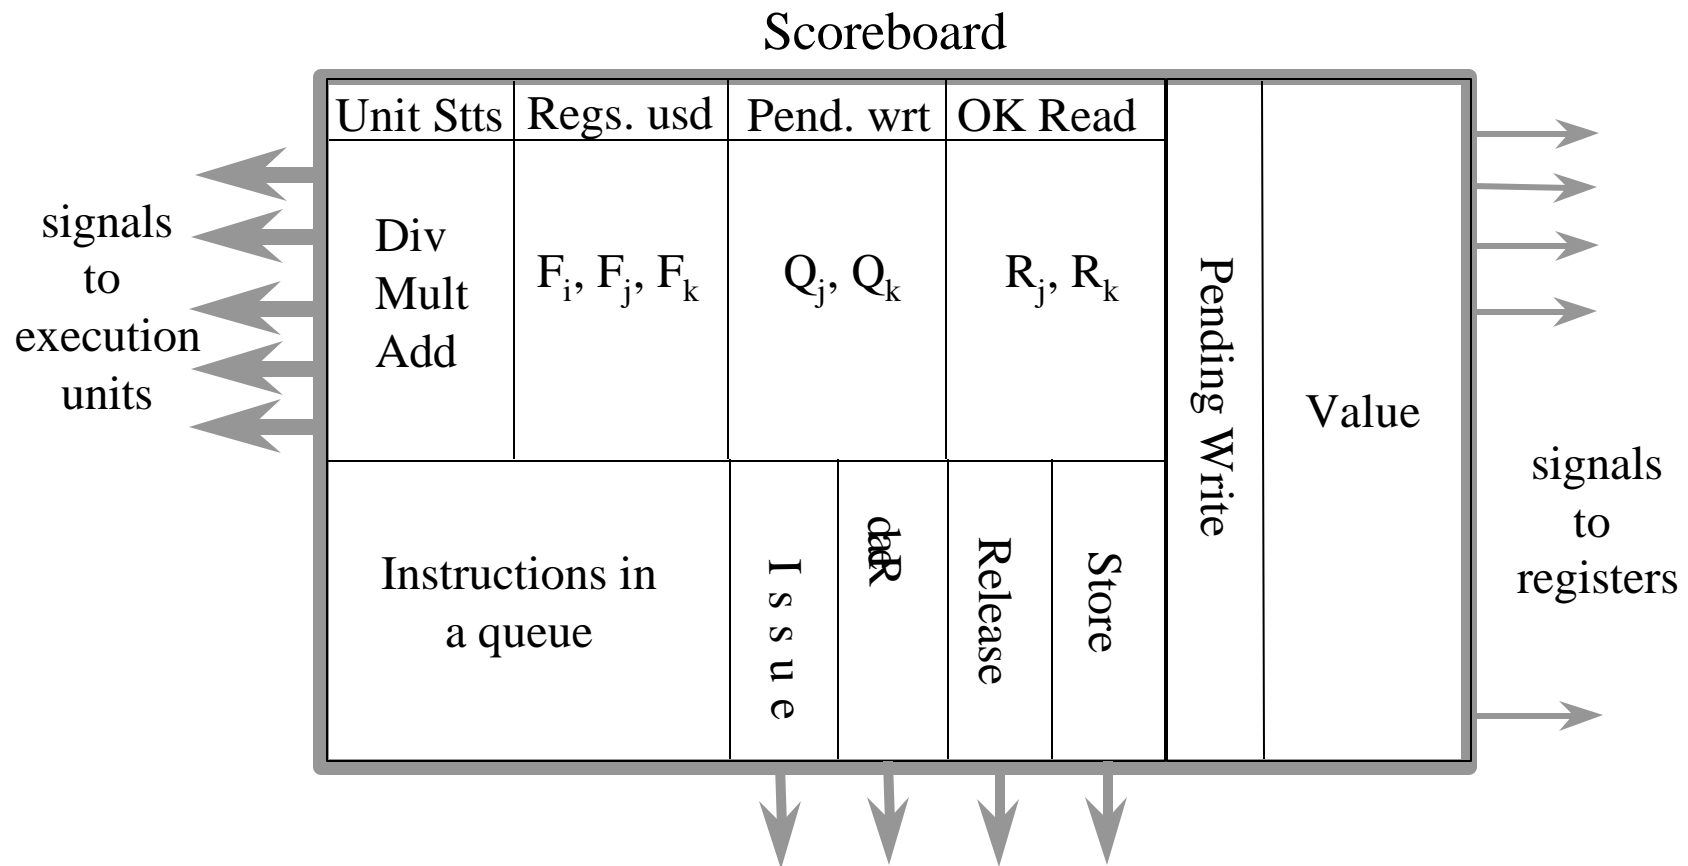 Scoreboard
Unit Stts
Regs. usd
Pend. wrt
OK Read
signals
to
execution
units
Div
Mult
Add
Fi, Fj, Fk
Qj, Qk
Rj, Rk
Pending Write
Value
signals
to
registers
Instructions in
a queue
Issue
Read
Release
Store